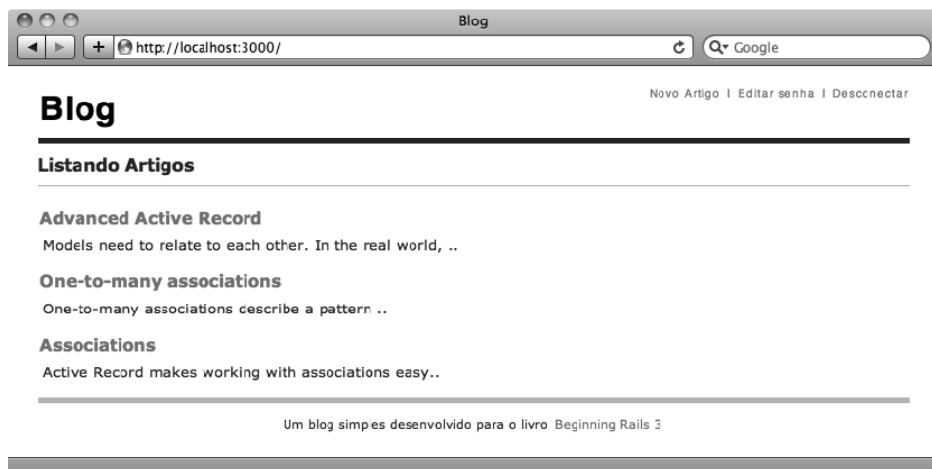 Blog
http://localhost:3000/
Google
Blog
Novo Artigo | Editar senha | Desconectar
Listando Artigos
Advanced Active Record
Models need to relate to each other. In the real world, ..
One-to-many associations
One-to-many associations describe a pattern ..
Associations
Active Record makes working with associations easy..
Um blog simples desenvolvido para o livro Beginning Rails 3